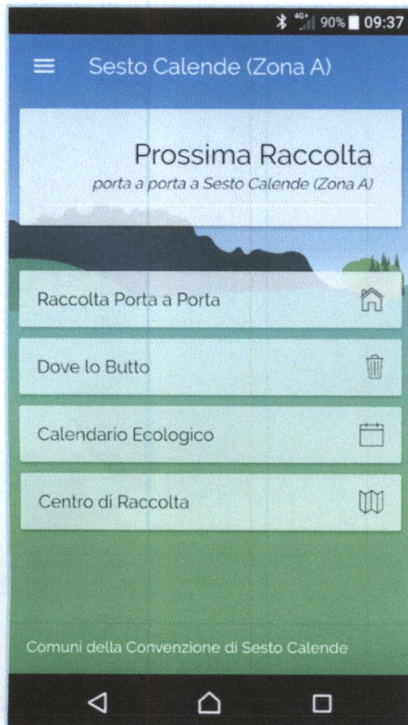 4G+ 90% 09:37
Sesto Calende (Zona A)
Prossima Raccolta
porta a porta a Sesto Calende (Zona A)
Raccolta Porta a Porta
Dove lo Butto
Calendario Ecologico
Centro di Raccolta
Comuni della Convenzione di Sesto Calende